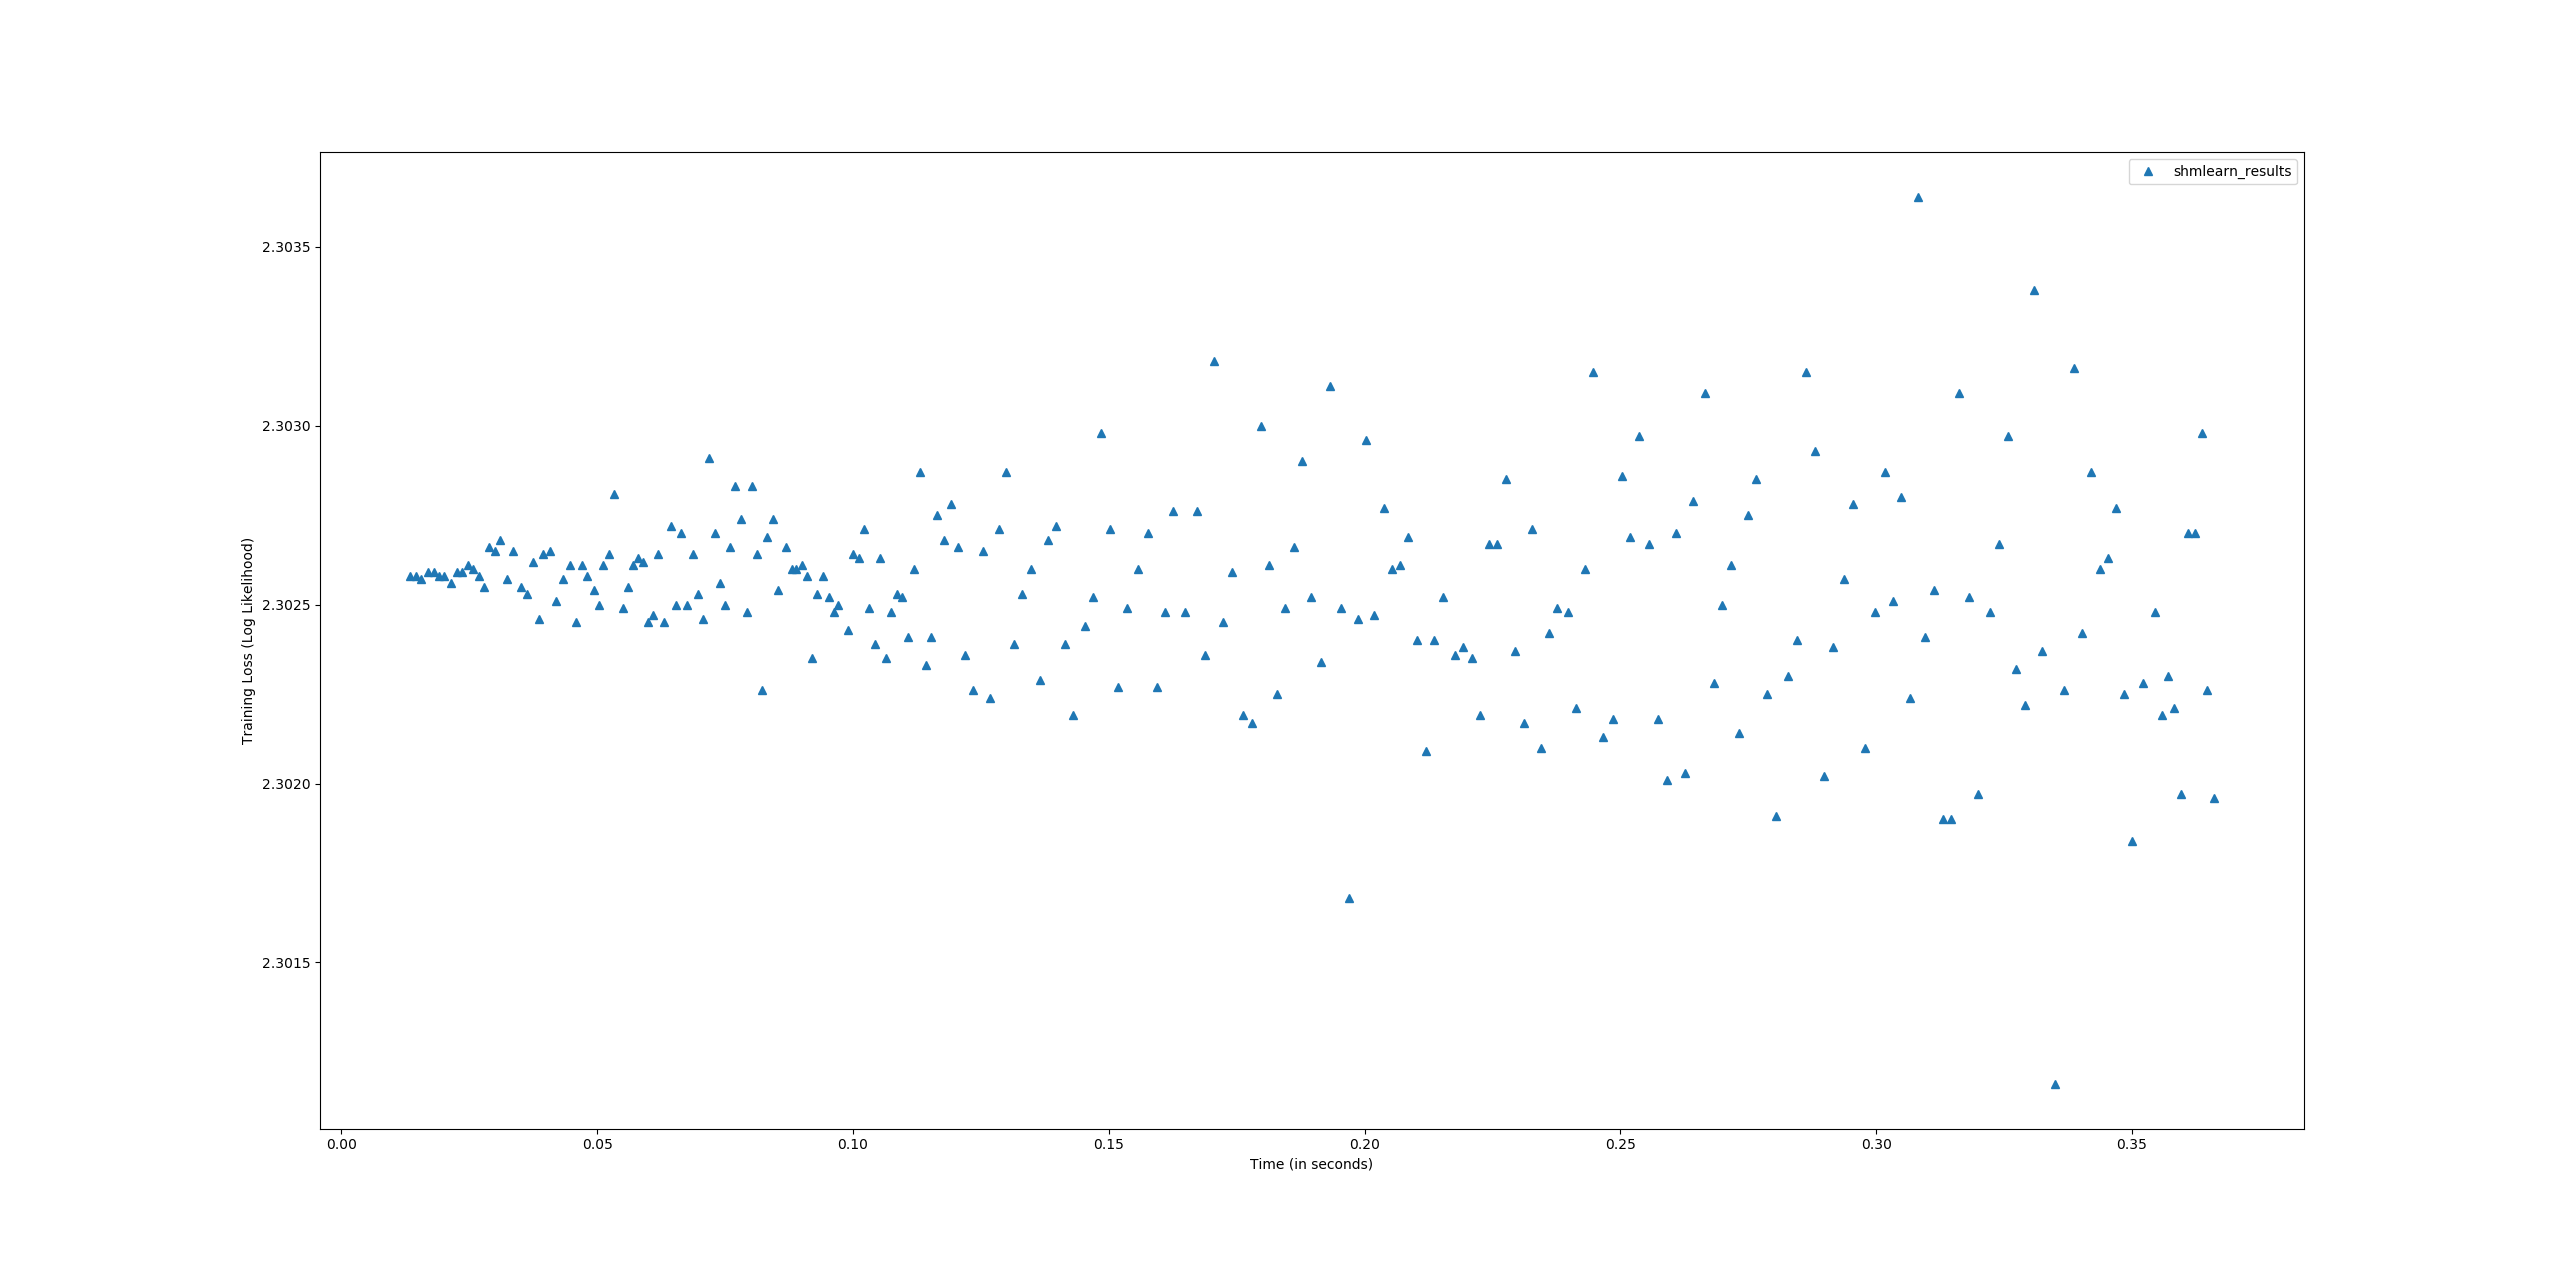 shmlearn_results
2.3035
2.3030
2.3025
2.3020
2.3015
Training Loss (Log Likelihood)
0.00 0.05 0.10 0.15 0.20 0.25 0.30 0.35
Time (in seconds)